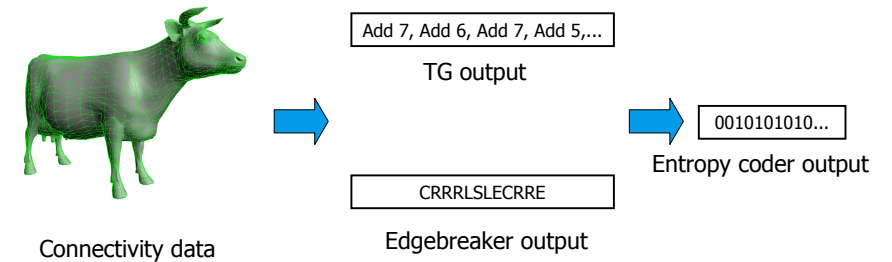 Add 7, Add 6, Add 7, Add 5,...
TG output
0010101010...
Entropy coder output
CRRRLSLECRRE
Edgebreaker output
Connectivity data